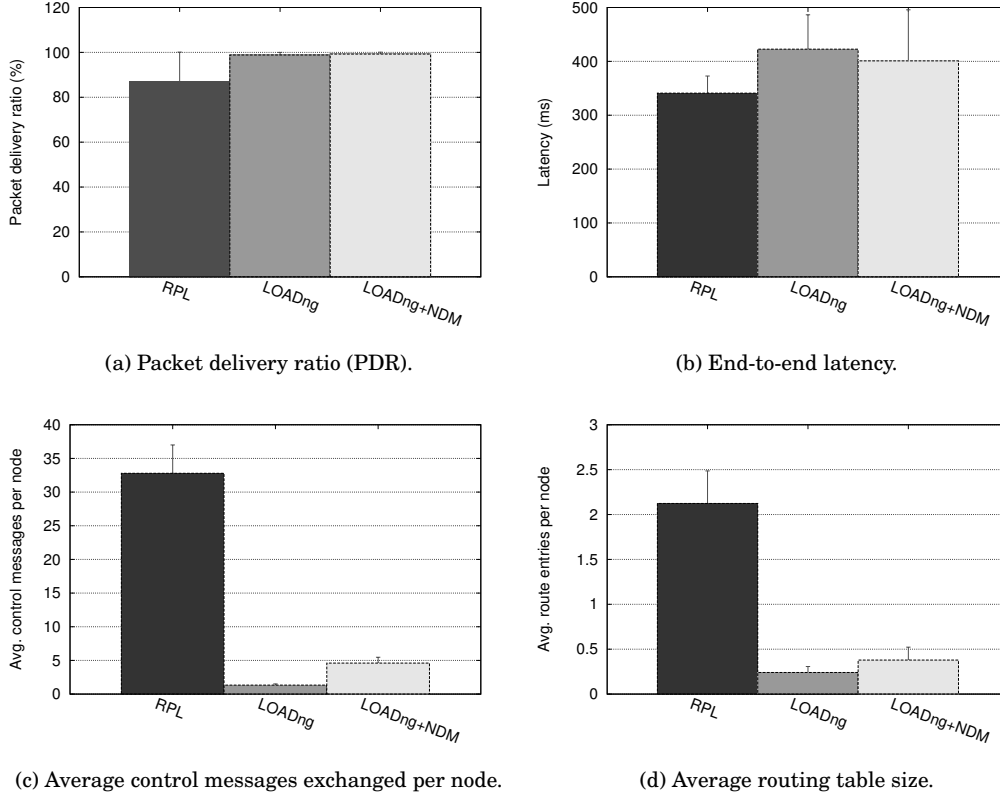 120
100
80
60
40
20
0
Packet delivery ratio (%)
RPL
LOADng
LOADng+NDM
(a) Packet delivery ratio (PDR).
500
400
300
200
100
0
Latency (ms)
RPL
LOADng
LOADng+NDM
(b) End-to-end latency.
40
35
30
25
20
15
10
5
0
Avg. control messages per node
RPL
LOADng
LOADng+NDM
(c) Average control messages exchanged per node.
3
2.5
2
1.5
1
0.5
0
Avg. route entries per node
RPL
LOADng
LOADng+NDM
(d) Average routing table size.